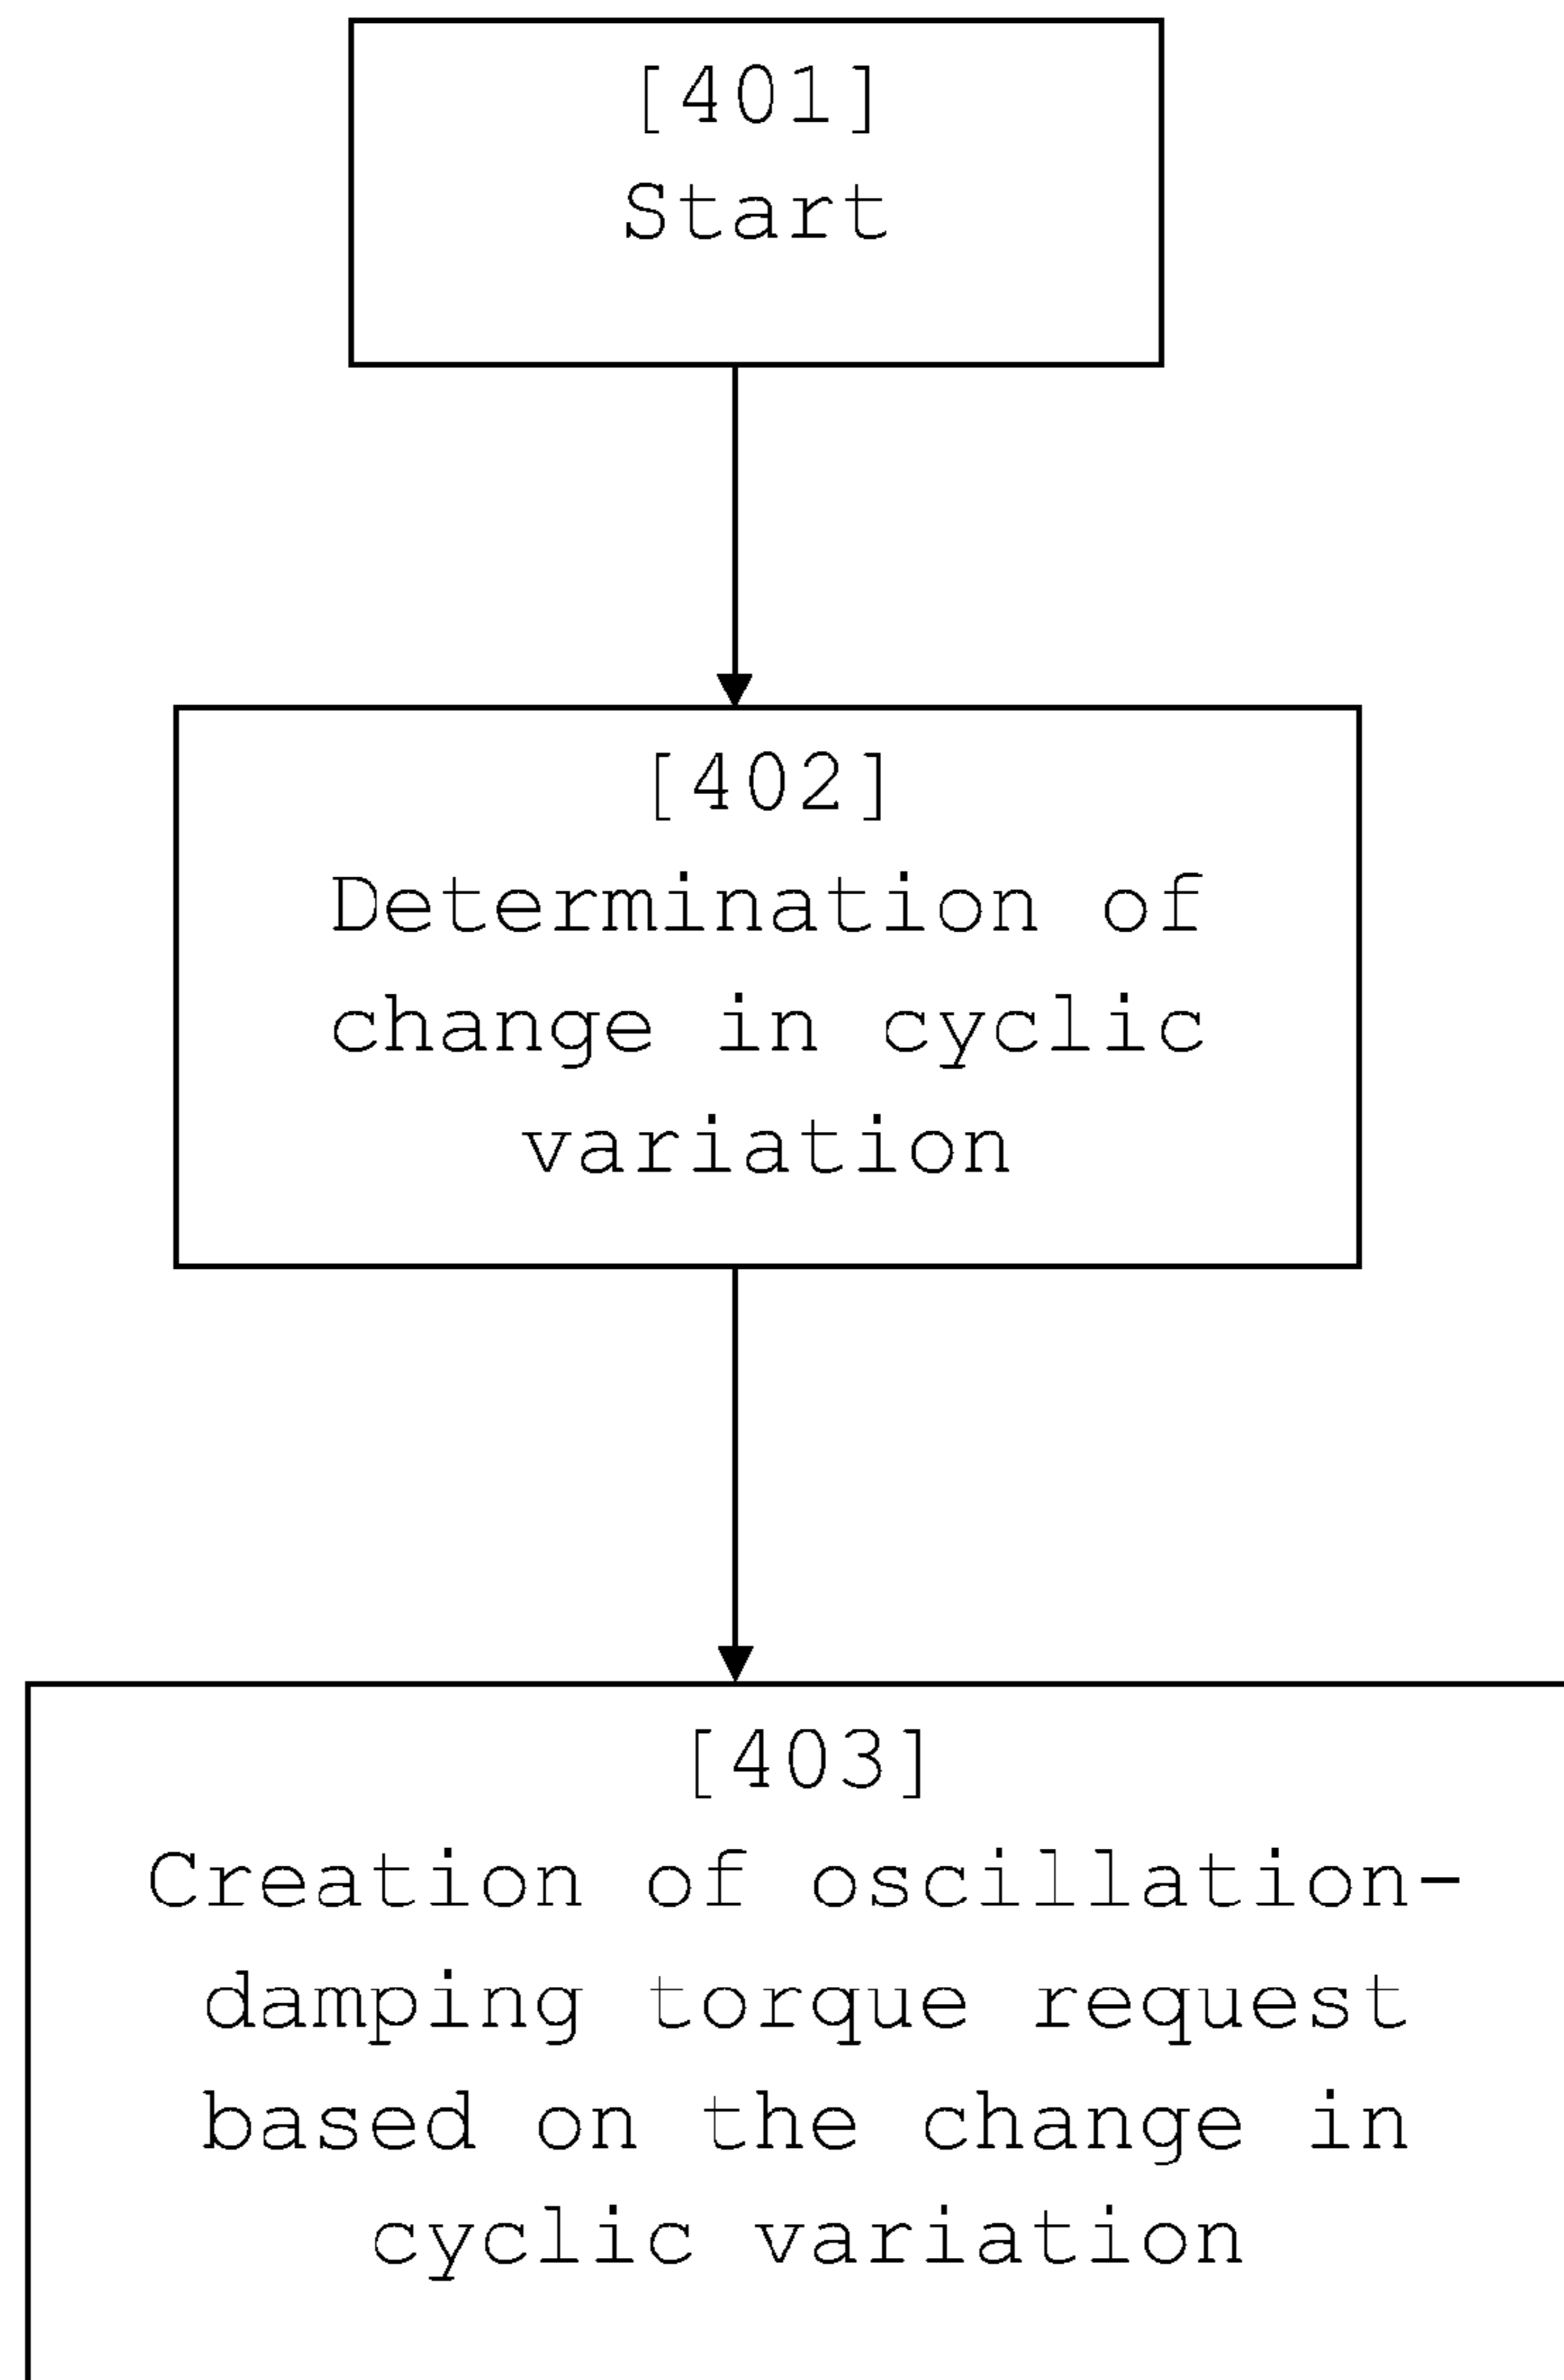 [401]
Start
[402]
Determination of
change in cyclic
variation
[403]
Creation of oscillation-
damping torque request
based on the change in
cyclic variation